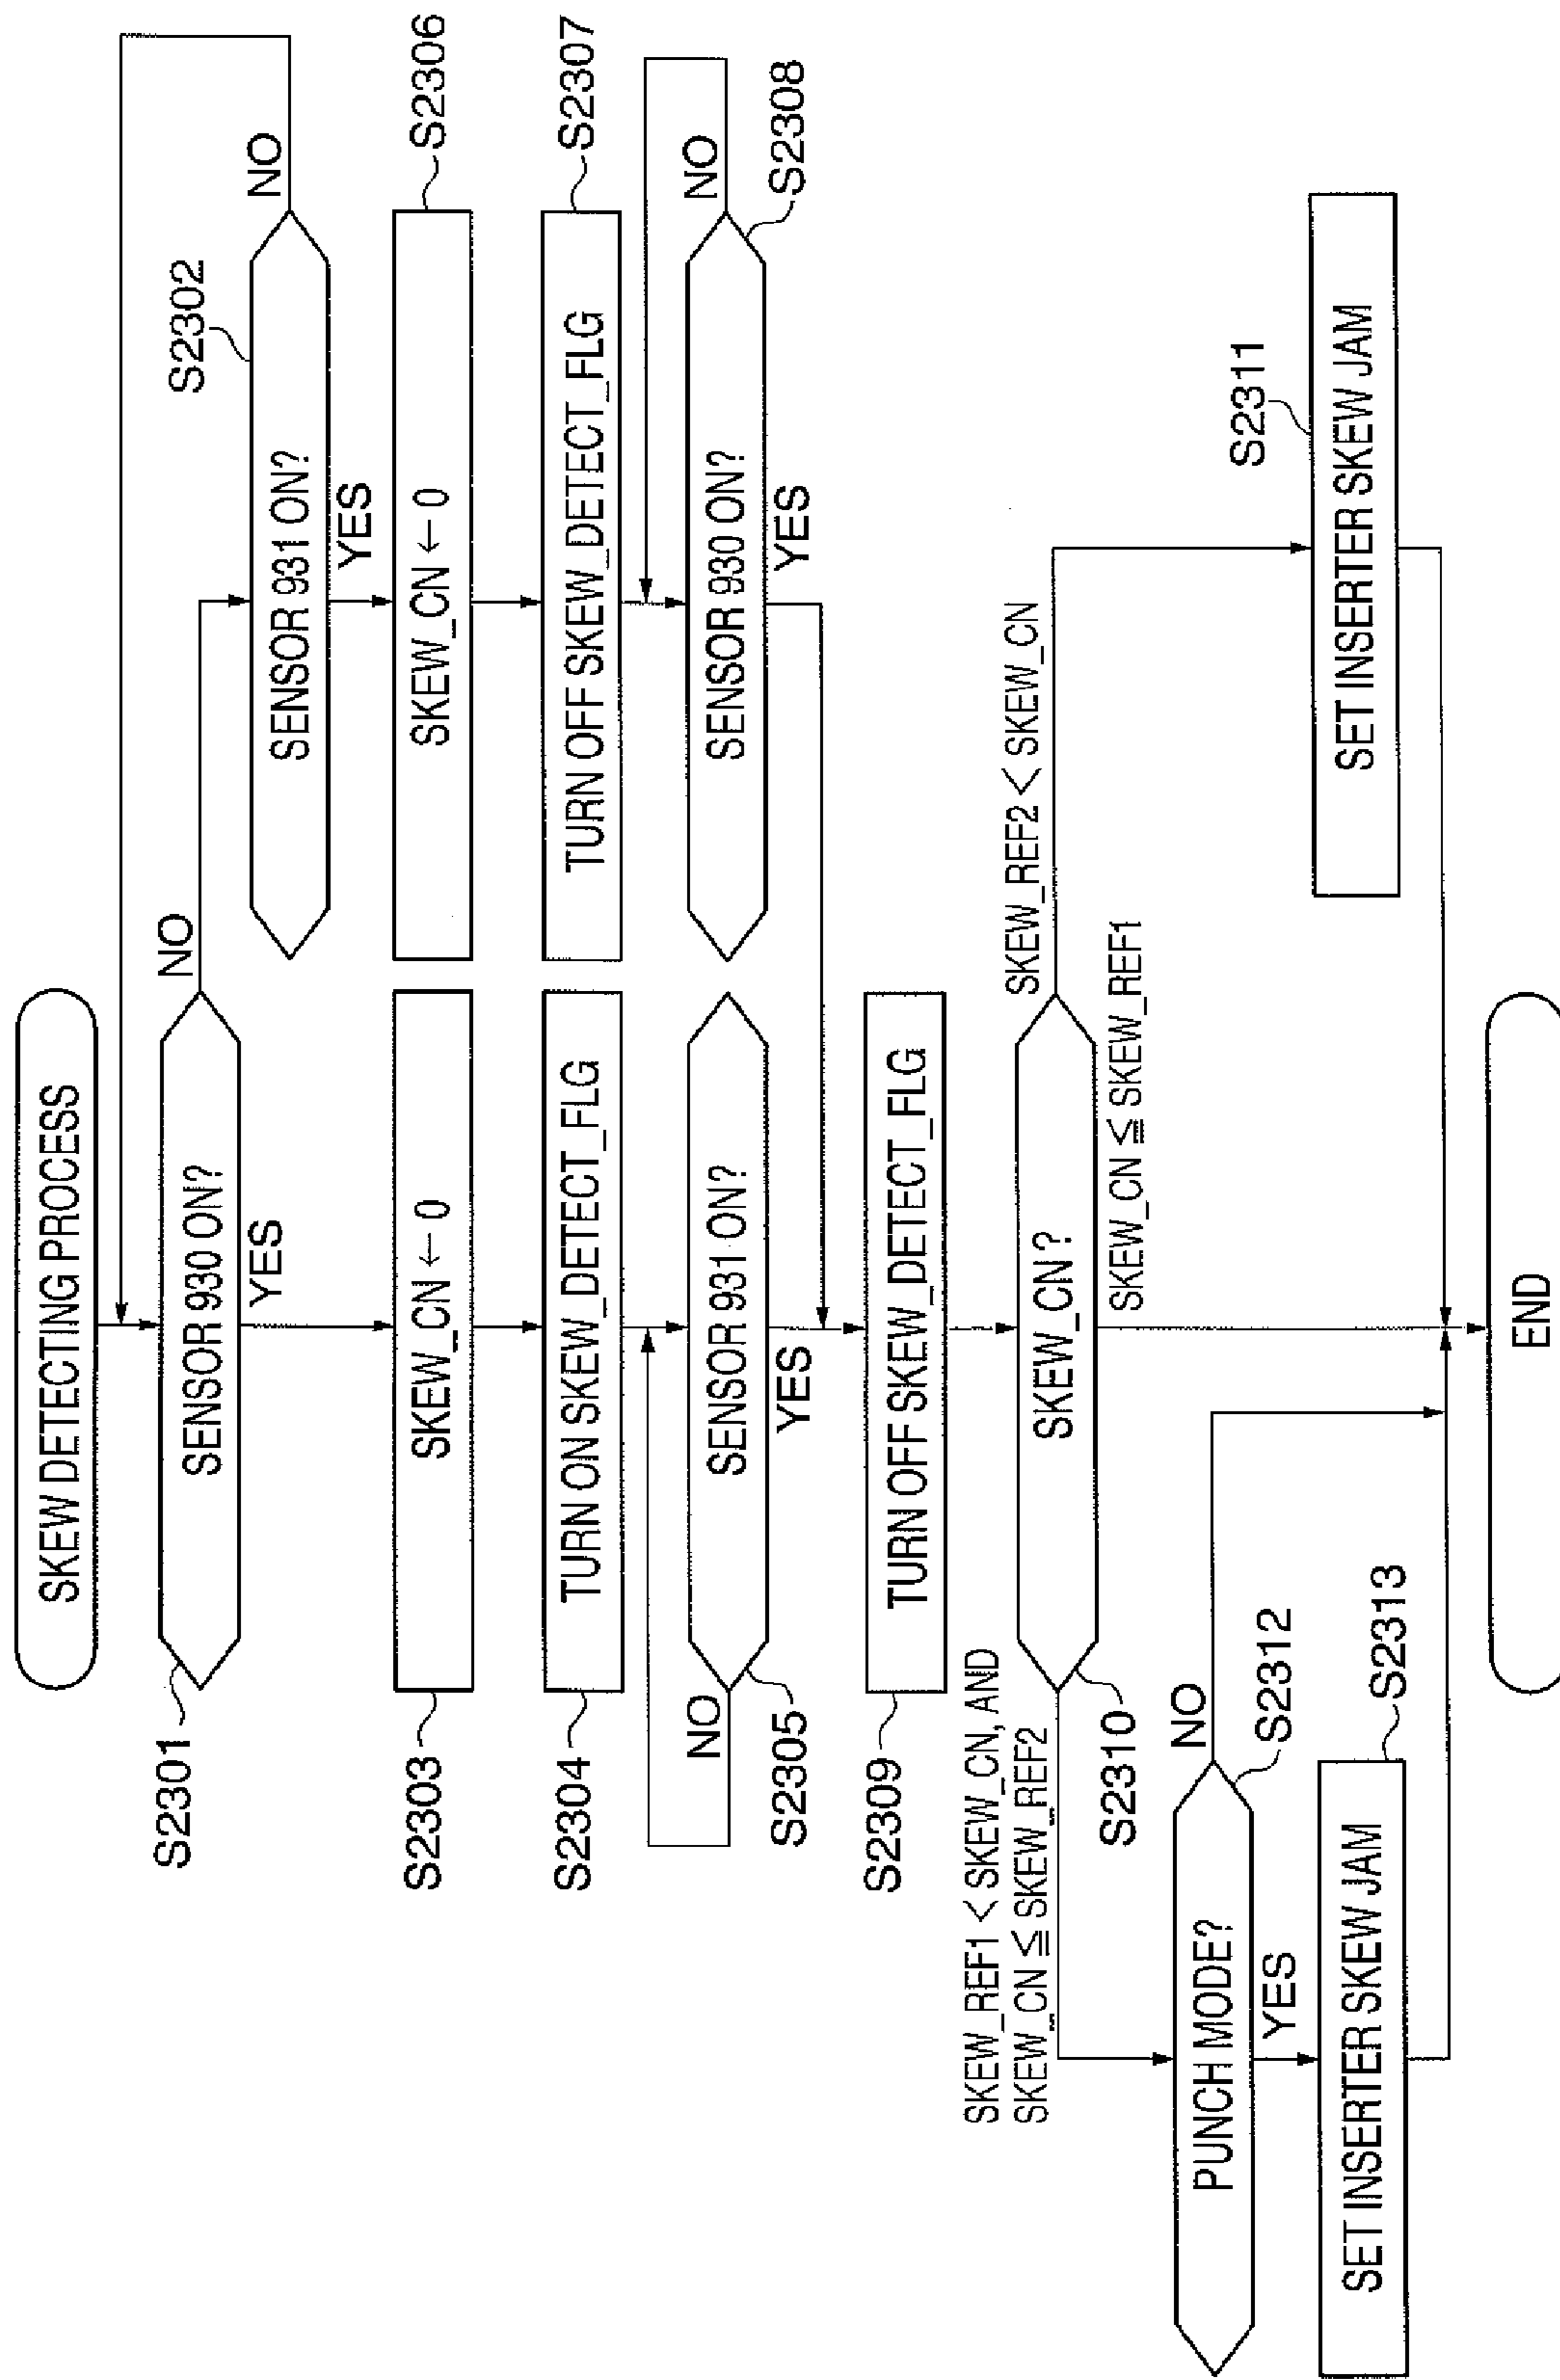 SKEW DETECTING PROCESS
S2301
SENSOR 930 ON?
NO
YES
S2302
SENSOR 931 ON?
NO
YES
S2303
SKEW_CN ← 0
SKEW_CN ← 0
S2306
S2304
TURN ON SKEW_DETECT_FLG
TURN OFF SKEW_DETECT_FLG
S2307
NO
SENSOR 931 ON?
YES
S2305
SENSOR 930 ON?
NO
YES
S2308
S2309
TURN OFF SKEW_DETECT_FLG
SKEW_REF1 < SKEW_CN, AND
SKEW_CN ≦ SKEW_REF2
SKEW_CN ?
S2310
SKEW_REF2 < SKEW_CN
SKEW_CN ≦ SKEW_REF1
PUNCH MODE?
NO
YES
S2312
S2311
SET INSERTER SKEW JAM
S2313
SET INSERTER SKEW JAM
END